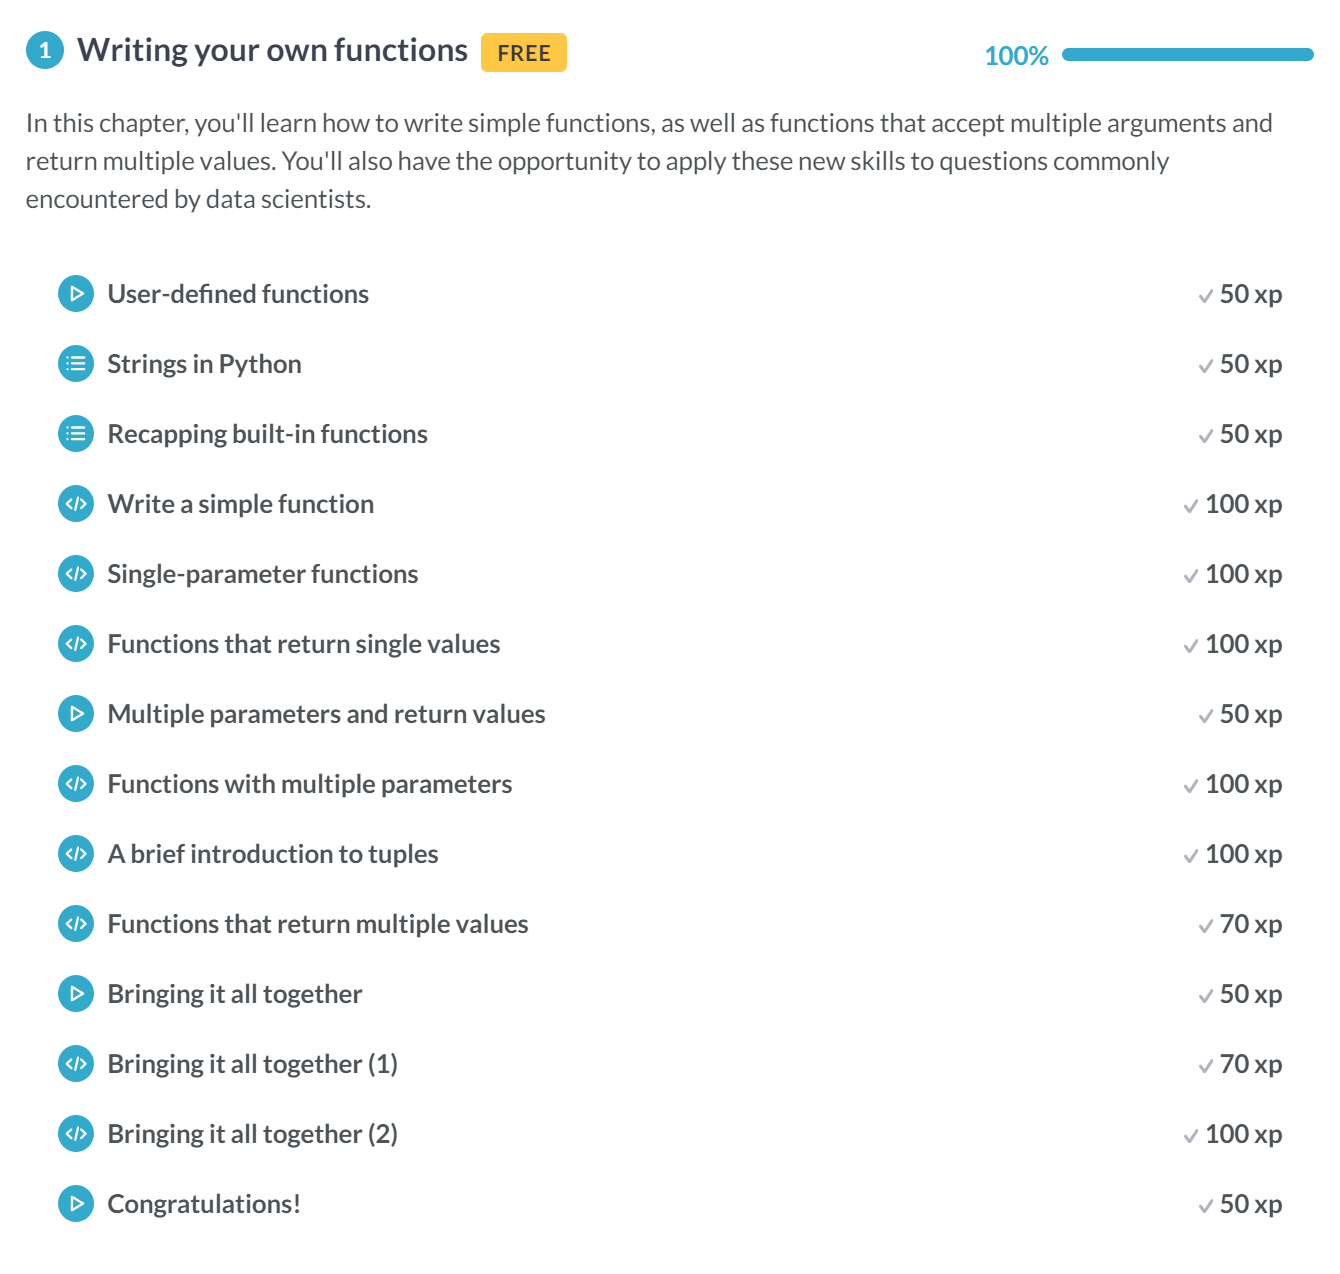 1 Writing your own functions FREE 100%
In this chapter, you'll learn how to write simple functions, as well as functions that accept multiple arguments and
return multiple values. You'll also have the opportunity to apply these new skills to questions commonly
encountered by data scientists.
User-defined functions 50 xp
Strings in Python 50 xp
Recapping built-in functions 50 xp
Write a simple function 100 xp
Single-parameter functions 100 xp
Functions that return single values 100 xp
Multiple parameters and return values 50 xp
Functions with multiple parameters 100 xp
A brief introduction to tuples 100 xp
Functions that return multiple values 70 xp
Bringing it all together 50 xp
Bringing it all together (1) 70 xp
Bringing it all together (2) 100 xp
Congratulations! 50 xp